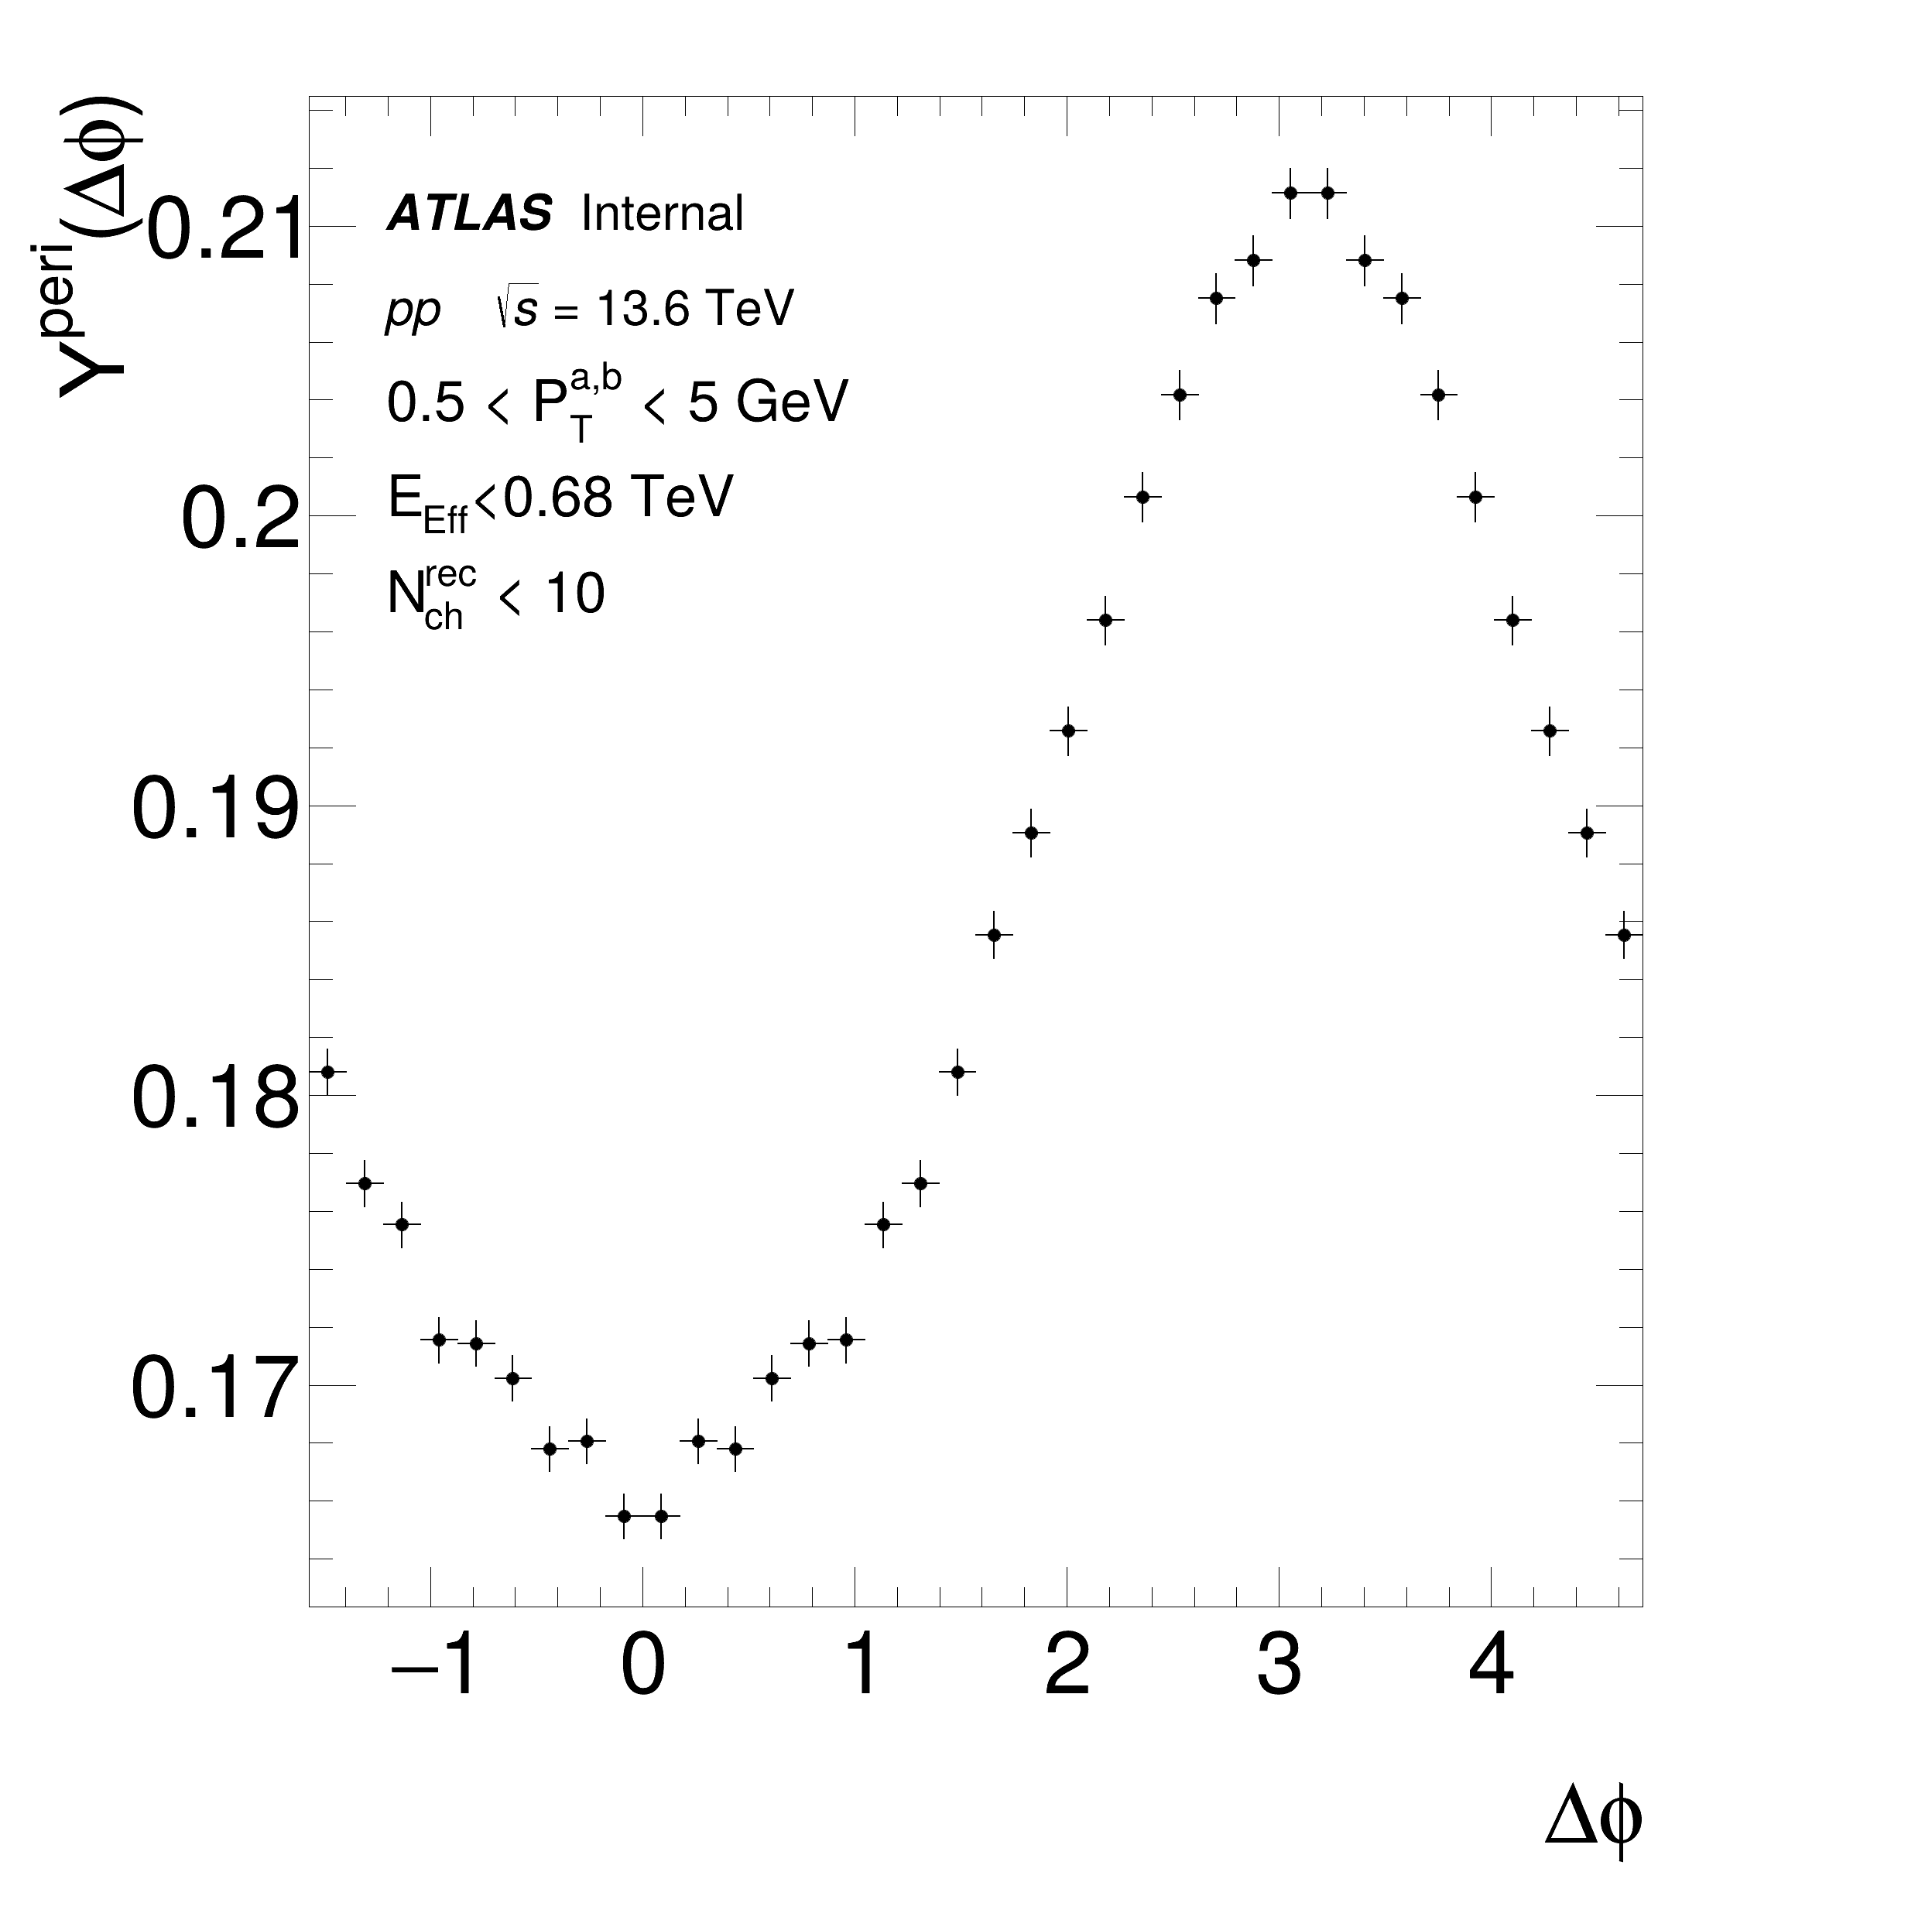 Y^peri(Δϕ)
ATLAS Internal
pp √s = 13.6 TeV
0.5 < P_T^a,b < 5 GeV
E_Eff<0.68 TeV
N_ch^rec < 10
0.21
0.2
0.19
0.18
0.17
−1 0 1 2 3 4
Δϕ